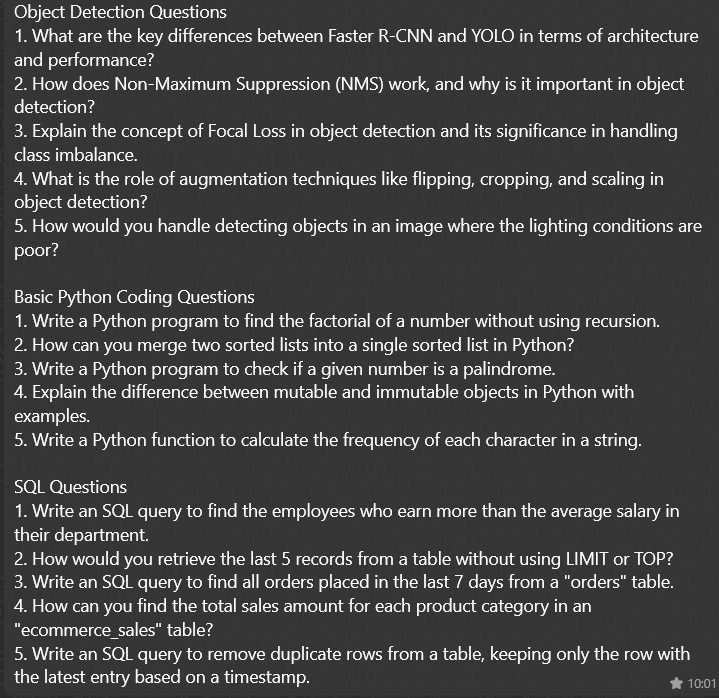 Object Detection Questions
1. What are the key differences between Faster R-CNN and YOLO in terms of architecture
and performance?
2. How does Non-Maximum Suppression (NMS) work, and why is it important in object
detection?
3. Explain the concept of Focal Loss in object detection and its significance in handling
class imbalance.
4. What is the role of augmentation techniques like flipping, cropping, and scaling in
object detection?
5. How would you handle detecting objects in an image where the lighting conditions are
poor?

Basic Python Coding Questions
1. Write a Python program to find the factorial of a number without using recursion.
2. How can you merge two sorted lists into a single sorted list in Python?
3. Write a Python program to check if a given number is a palindrome.
4. Explain the difference between mutable and immutable objects in Python with
examples.
5. Write a Python function to calculate the frequency of each character in a string.

SQL Questions
1. Write an SQL query to find the employees who earn more than the average salary in
their department.
2. How would you retrieve the last 5 records from a table without using LIMIT or TOP?
3. Write an SQL query to find all orders placed in the last 7 days from a "orders" table.
4. How can you find the total sales amount for each product category in an
"ecommerce_sales" table?
5. Write an SQL query to remove duplicate rows from a table, keeping only the row with
the latest entry based on a timestamp.
10:01